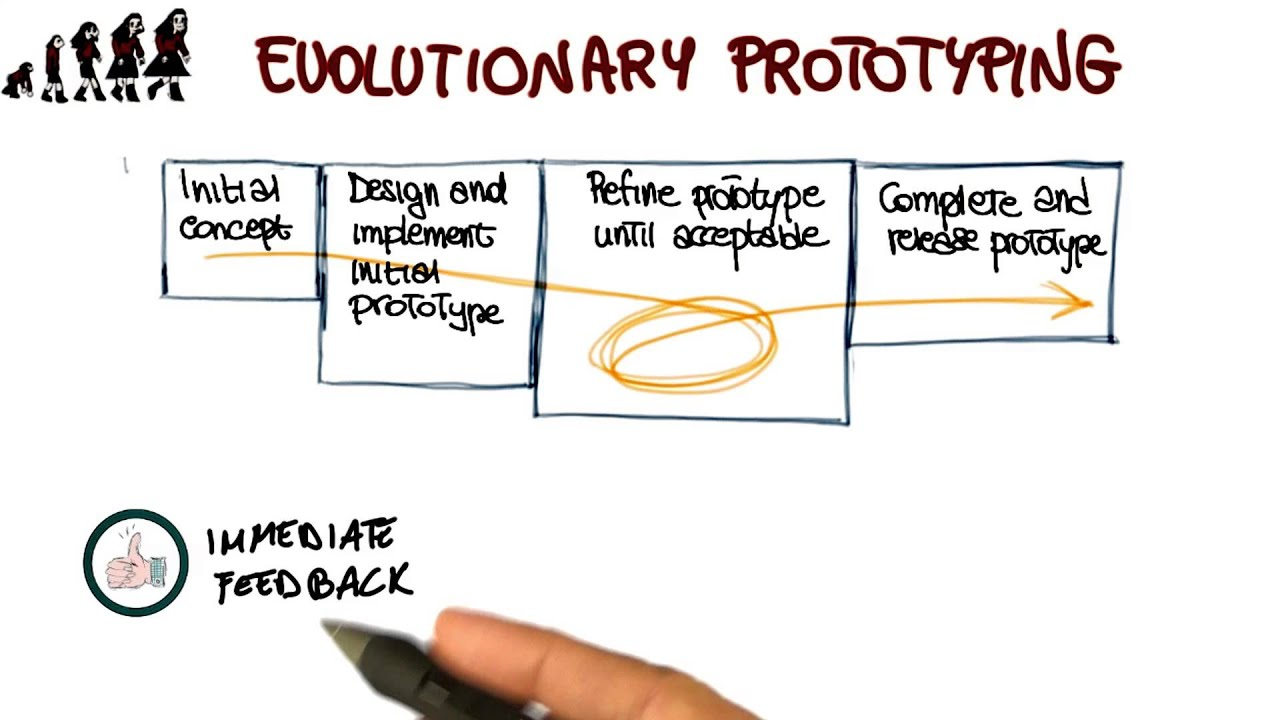 EVOLUTIONARY PROTOTYPING
Initial
concept
Design and
implement
initial
prototype
Refine prototype
until acceptable
Complete and
release prototype
IMMEDIATE
FEEDBACK